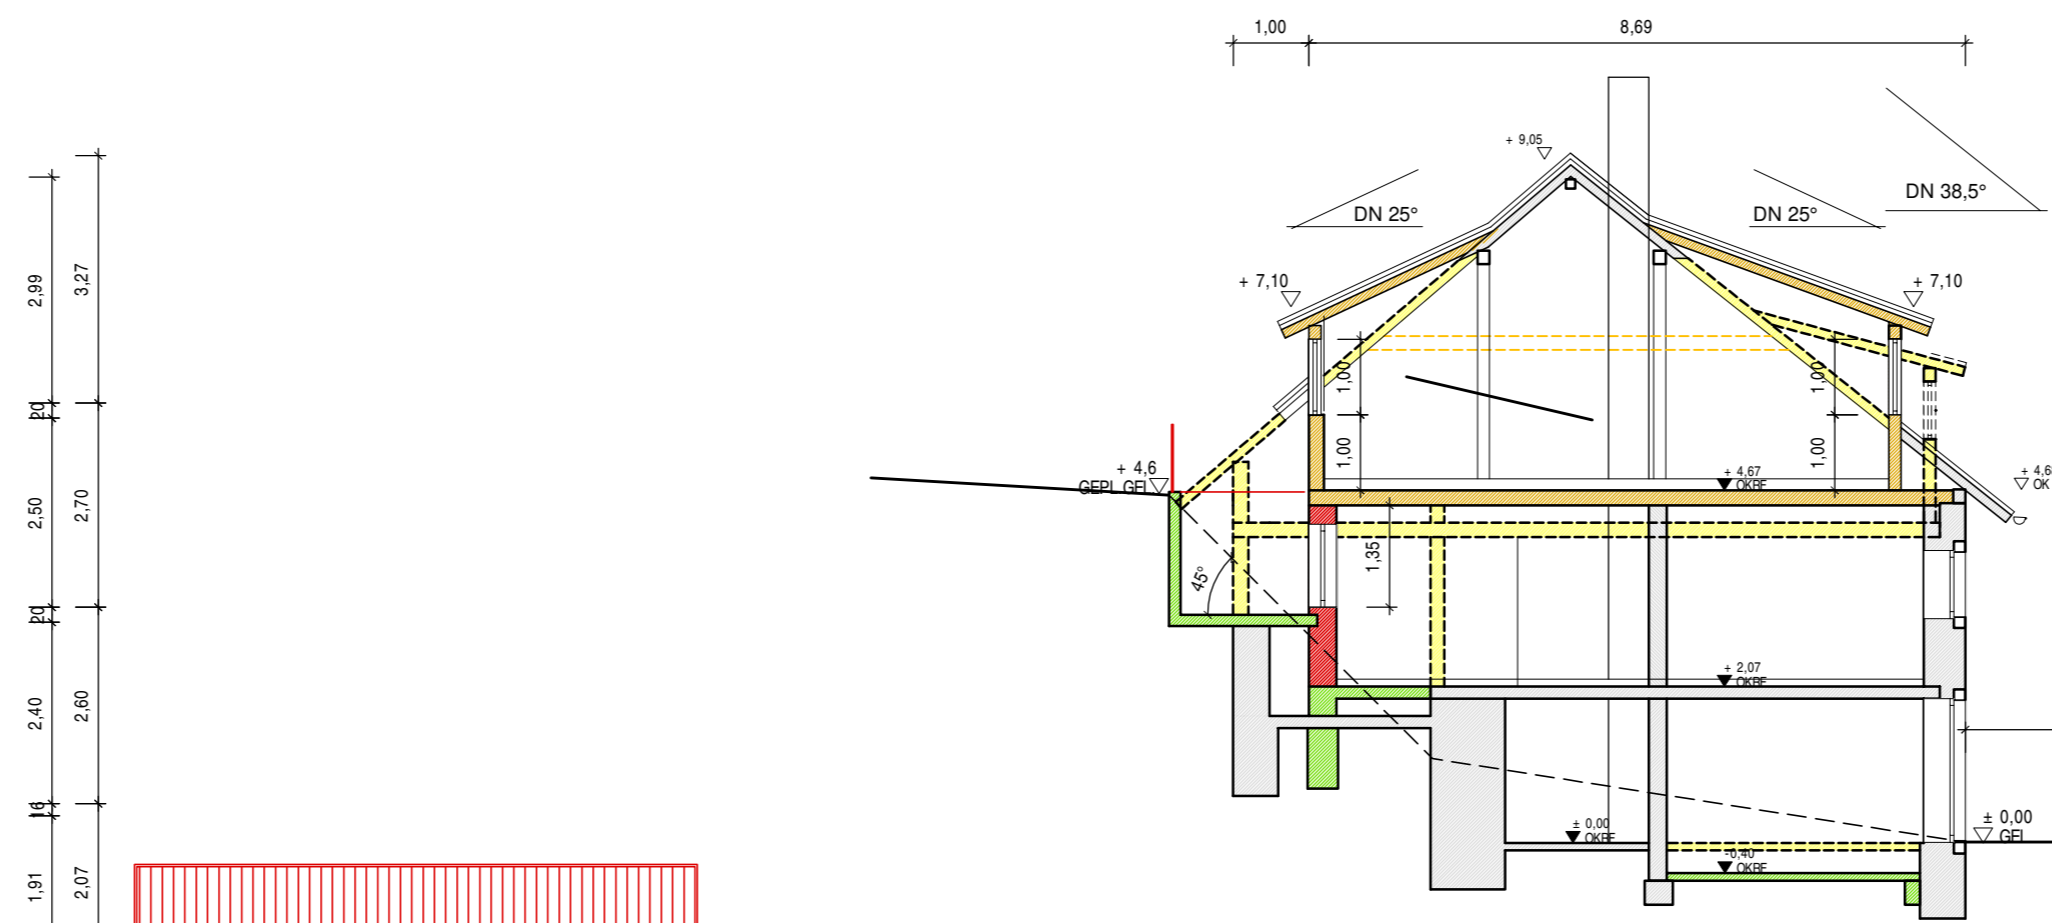 1,00
8,69
+ 9,05
DN 25°
DN 25°
DN 38,5°
2,99
3,27
+ 7,10
+ 7,10
1,00
1,00
20
1,00
1,00
+ 4,6
GEPL.GEL
+ 4,67
OKRF
OK
2,50
2,70
1,35
45°
20
+ 2,07
OKRF
2,40
2,60
16
± 0,00
OKRF
± 0,00
GEL
-0,40
OKRF
1,91
2,07